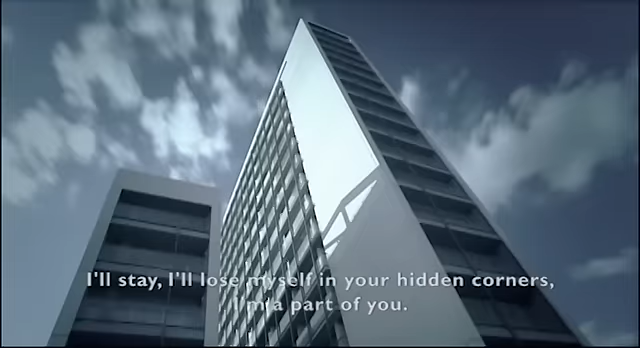 I'll stay, I'll lose myself in your hidden corners,
I'm a part of you.